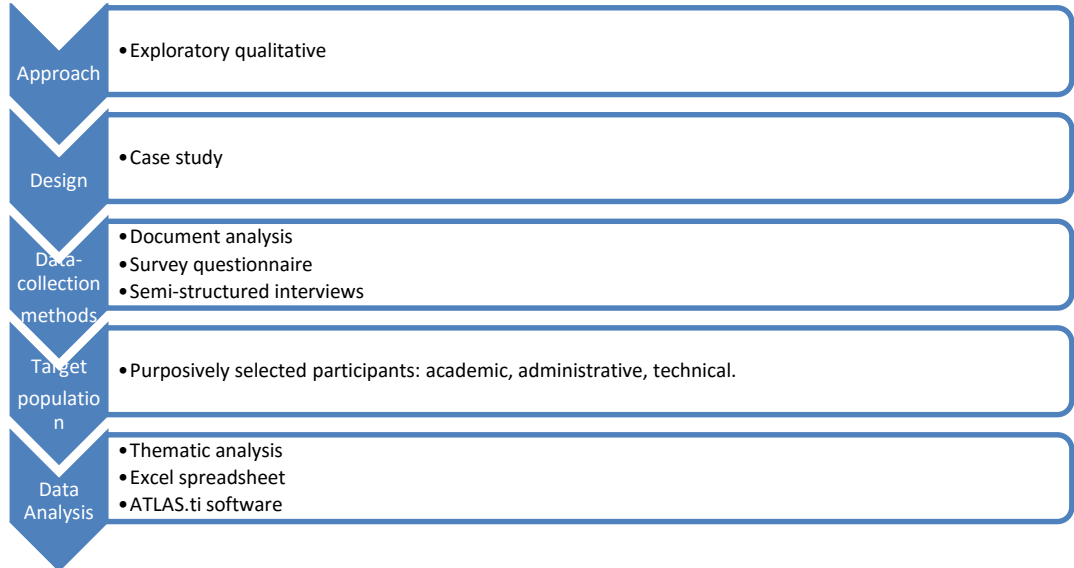 Approach
•Exploratory qualitative
Design
•Case study
Data-
collection
methods
•Document analysis
•Survey questionnaire
•Semi-structured interviews
Target
populatio
n
•Purposively selected participants: academic, administrative, technical.
Data
Analysis
•Thematic analysis
•Excel spreadsheet
•ATLAS.ti software